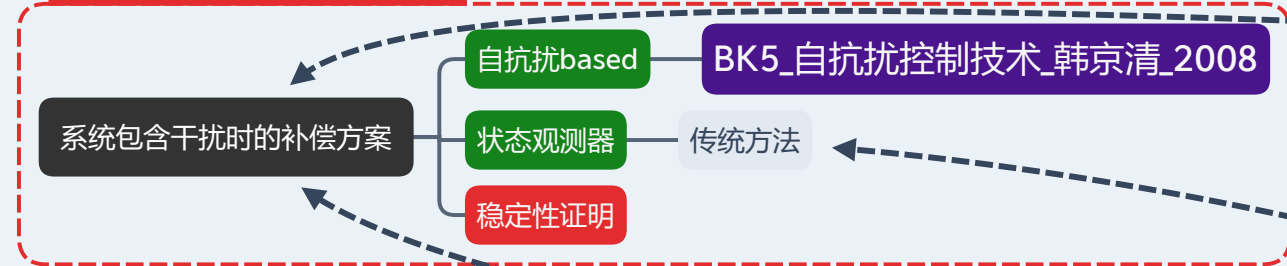 自抗扰based
BK5_自抗扰控制技术_韩京清_2008
系统包含干扰时的补偿方案
状态观测器
传统方法
稳定性证明